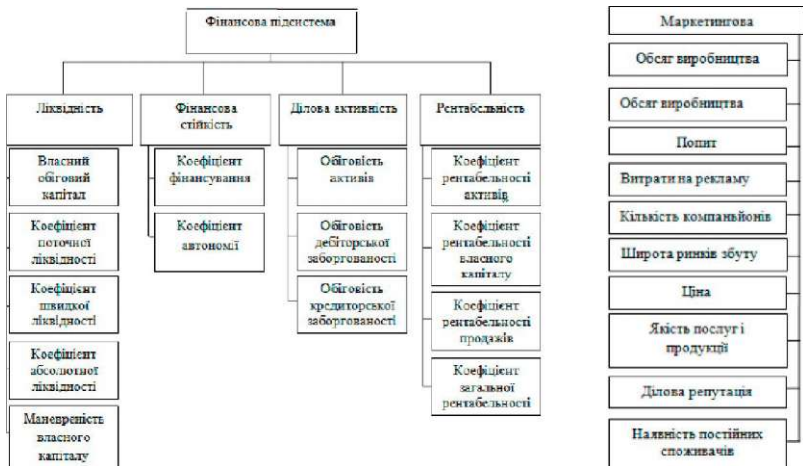 Фінансова підсистема
Ліквідність
Власний
обіговий
капітал
Коефіцієнт
поточної
ліквідності
Коефіцієнт
швидкої
ліквідності
Коефіцієнт
абсолютної
ліквідності
Маневреність
власного
капіталу
Фінансова
стійкість
Коефіцієнт
фінансування
Коефіцієнт
автономії
Ділова активність
Обіговість
активів
Обіговість
дебіторської
заборгованості
Обіговість
кредиторської
заборгованості
Рентабельність
Коефіцієнт
рентабельності
активів
Коефіцієнт
рентабельності
власного
капіталу
Коефіцієнт
рентабельності
продажів
Коефіцієнт
загальної
рентабельності
Маркетингова
Обсяг виробництва
Обсяг виробництва
Попит
Витрати на рекламу
Кількість компаньйонів
Широта ринків збуту
Ціна
Якість послуг і
продукції
Ділова репутація
Наявність постійних
споживачів